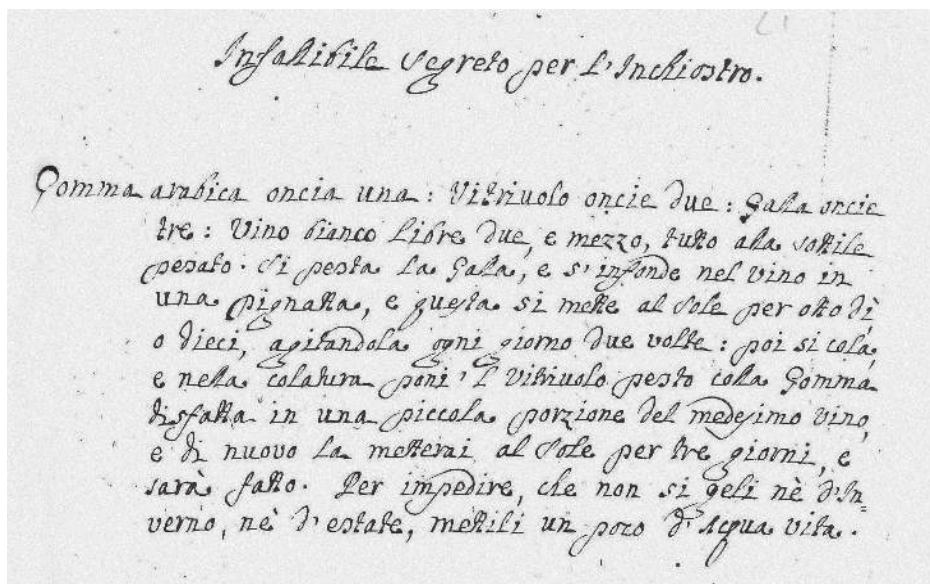 21
Infallibile Segreto per l'Inchiostro.
Gomma arabica oncia una: Vitrivolo oncie due: Galla oncie
tre: Vino bianco Libre due, e mezzo, tutto alla sottile
pesato. Si pesta la Galla, e s'infonde nel vino in
una pignatta, e questa si mette al Sole per otto dì
o dieci, agitandola ogni giorno due volte: poi si cola,
e nella colatura poni 'l Vitrivolo pesto colla Gomma
disfatta in una piccola porzione del medesimo vino,
e di nuovo la metterai al Sole per tre giorni, e
sarà fatto. Per impedire, che non si geli nè d'In=
verno, nè d'estate, mettili un poco d'Acqua vita.